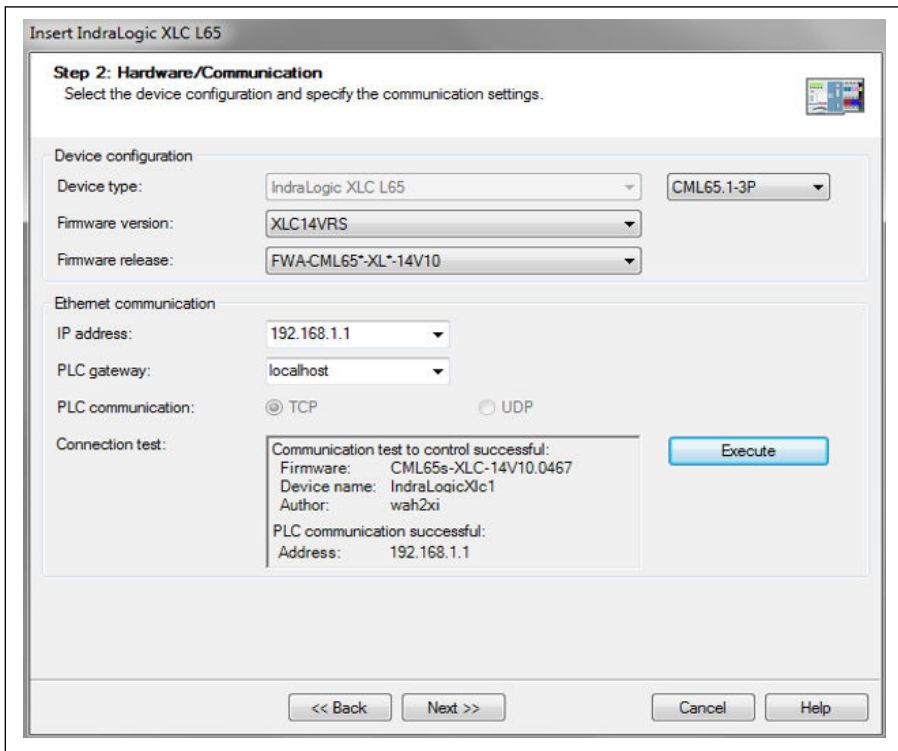 Insert IndraLogic XLC L65
Step 2: Hardware/Communication
Select the device configuration and specify the communication settings.
Device configuration
Device type: IndraLogic XLC L65 CML65.1-3P
Firmware version: XLC14VRS
Firmware release: FWA-CML65*-XL*-14V10
Ethernet communication
IP address: 192.168.1.1
PLC gateway: localhost
PLC communication: TCP UDP
Connection test: Communication test to control successful: Execute
Firmware: CML65s-XLC-14V10.0467
Device name: IndraLogicXlc1
Author: wah2xi
PLC communication successful:
Address: 192.168.1.1
<< Back Next >> Cancel Help